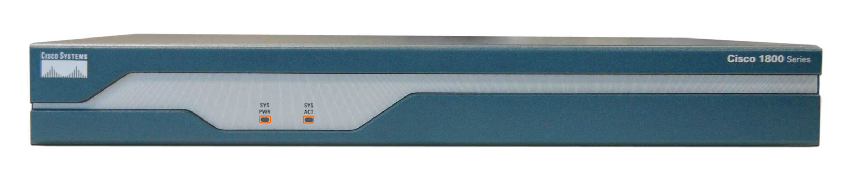 CISCO SYSTEMS
Cisco 1800 Series
SYS PWR
SYS ACT